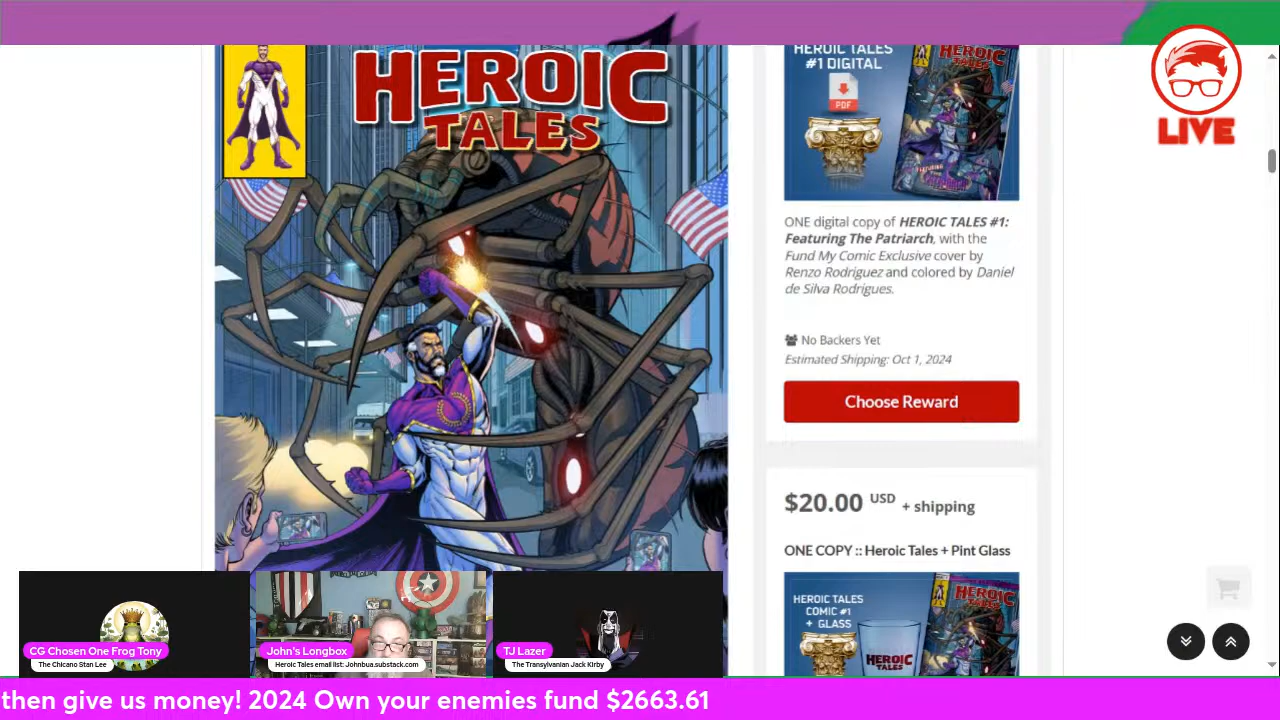 HEROIC
TALES
HEROIC TALES
#1 DIGITAL
PDF
HEROIC
TALES
LIVE
ONE digital copy of HEROIC TALES #1:
Featuring The Patriarch, with the
Fund My Comic Exclusive cover by
Renzo Rodriguez and colored by Daniel
de Silva Rodrigues.
No Backers Yet
Estimated Shipping: Oct 1, 2024
Choose Reward
$20.00 USD + shipping
ONE COPY :: Heroic Tales + Pint Glass
HEROIC TALES
COMIC #1
+ GLASS
HEROIC
TALES
HEROIC
TALES
CG Chosen One Frog Tony
The Chicano Stan Lee
John's Longbox
Heroic Tales email list: Johnbua.substack.com
TJ Lazer
The Transylvanian Jack Kirby
then give us money! 2024 Own your enemies fund $2663.61